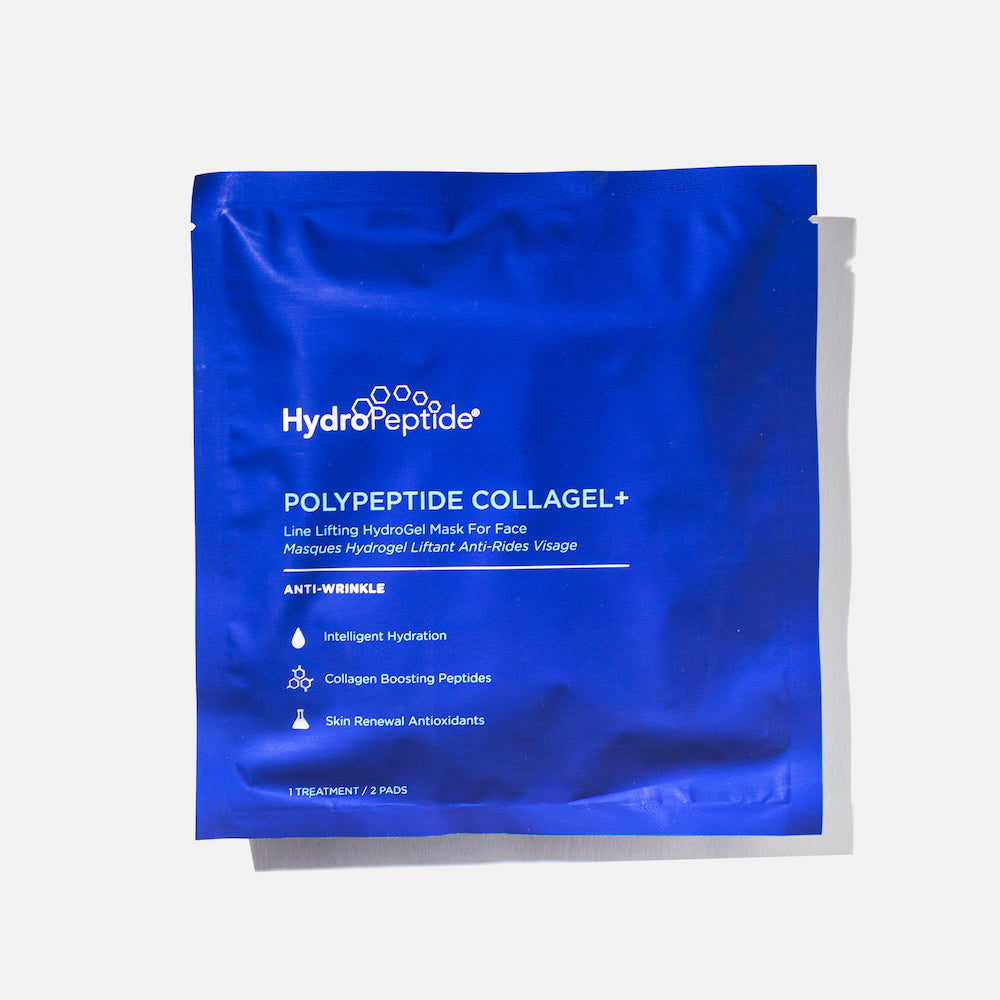 HydroPeptide®
POLYPEPTIDE COLLAGEL+
Line Lifting HydroGel Mask For Face
Masques Hydrogel Liftant Anti-Rides Visage
ANTI-WRINKLE
Intelligent Hydration
Collagen Boosting Peptides
Skin Renewal Antioxidants
1 TREATMENT / 2 PADS